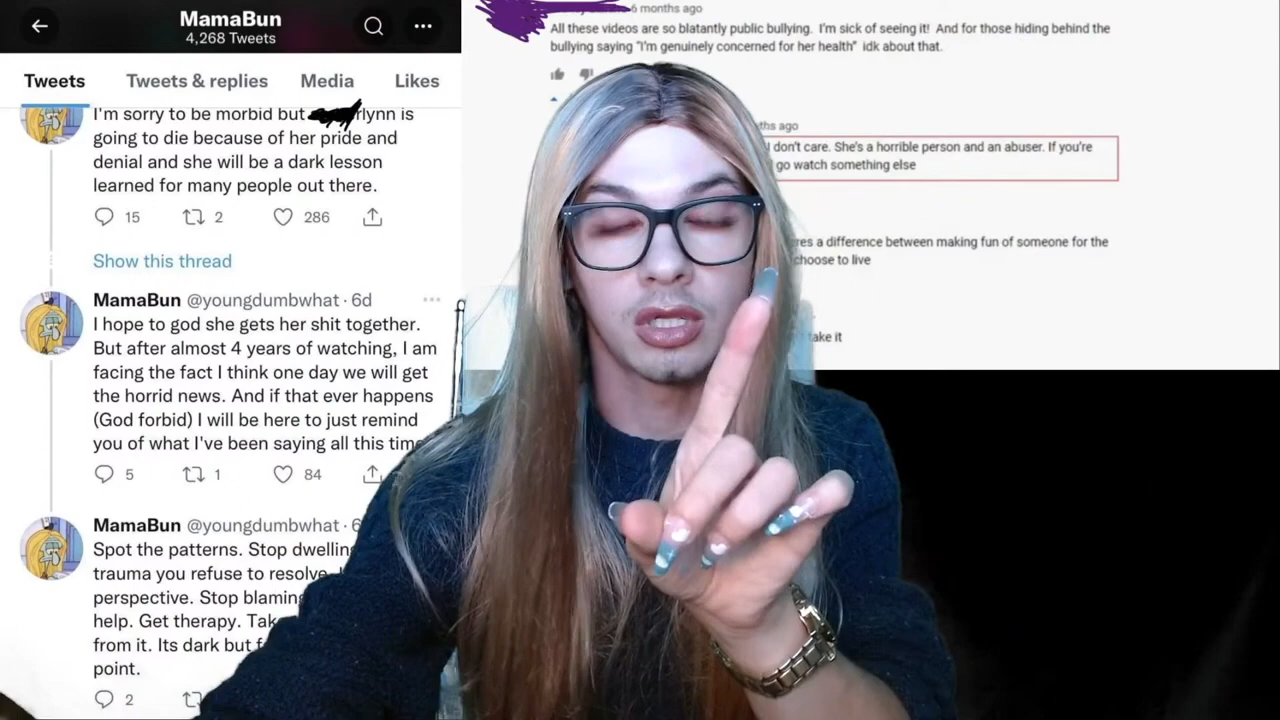 MamaBun
4,268 Tweets
Tweets
Tweets & replies
Media
Likes
I'm sorry to be morbid but rlynn is
going to die because of her pride and
denial and she will be a dark lesson
learned for many people out there.
15
2
286
Show this thread
MamaBun @youngdumbwhat · 6d
I hope to god she gets her shit together.
But after almost 4 years of watching, I am
facing the fact I think one day we will get
the horrid news. And if that ever happens
(God forbid) I will be here to just remind
you of what I've been saying all this time
5
1
84
MamaBun @youngdumbwhat · 6
Spot the patterns. Stop dwelling
trauma you refuse to resolve.
perspective. Stop blaming
help. Get therapy. Tak
from it. Its dark but f
point.
2
6 months ago
All these videos are so blatantly public bullying. I'm sick of seeing it! And for those hiding behind the
bullying saying "I'm genuinely concerned for her health" idk about that.
ths ago
I don't care. She's a horrible person and an abuser. If you're
go watch something else
res a difference between making fun of someone for the
choose to live
take it